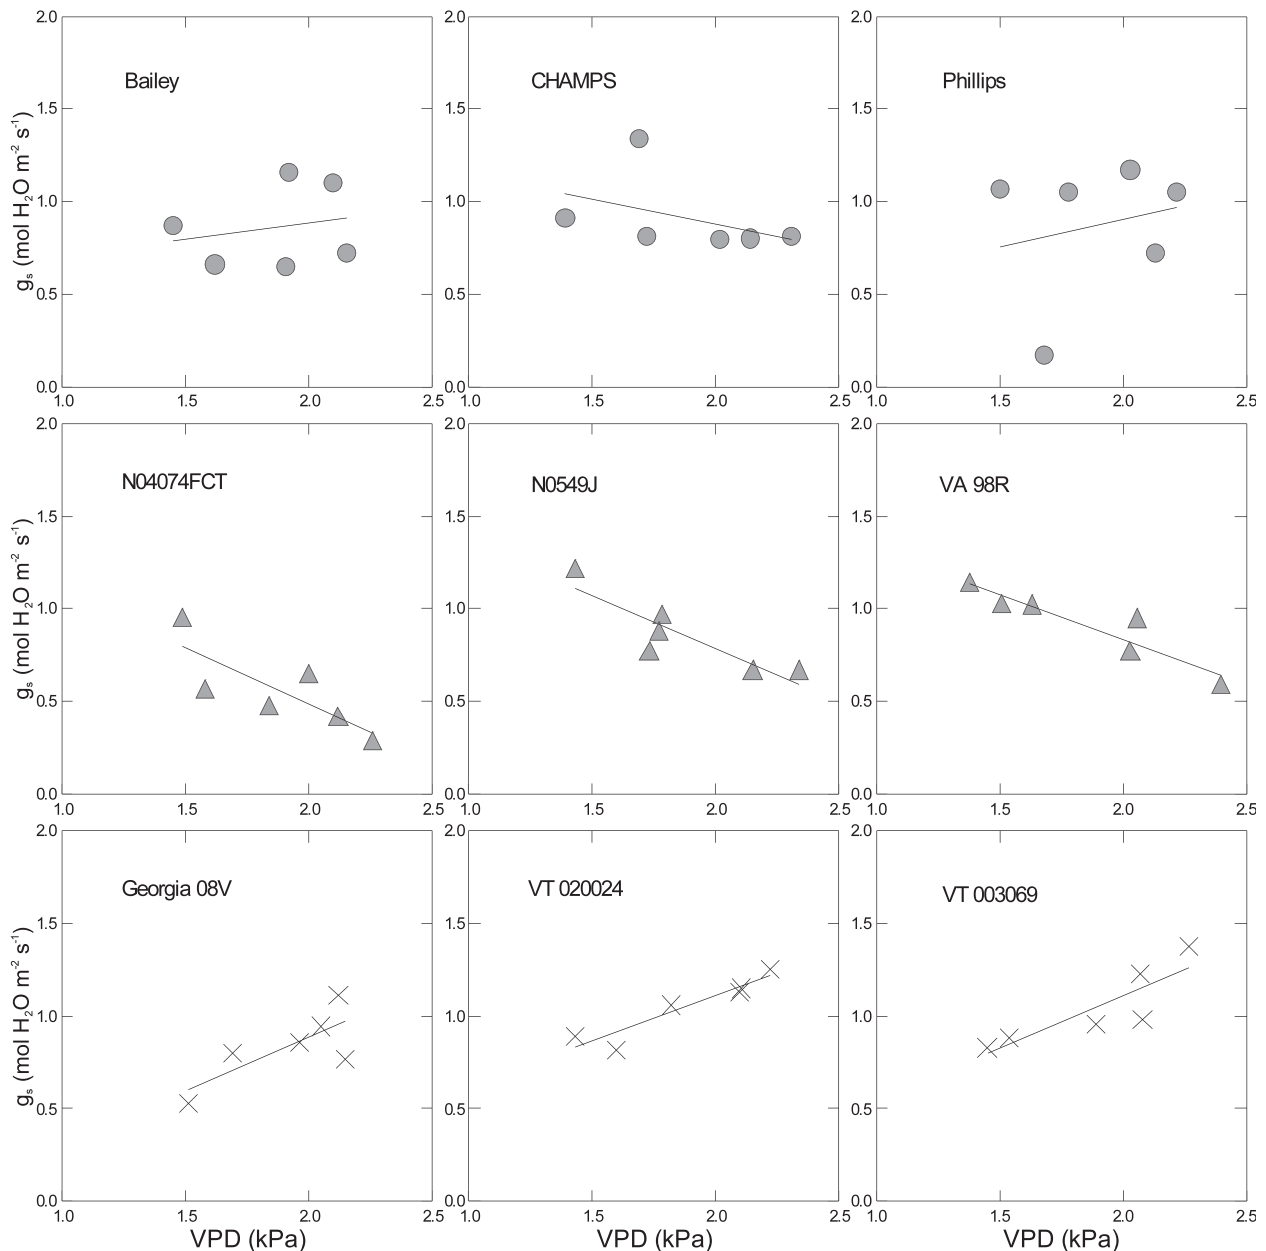 2.0 2.0 2.0
Bailey CHAMPS Phillips
1.5 1.5 1.5
gₛ (mol H₂O m⁻² s⁻¹)
1.0 1.0 1.0
0.5 0.5 0.5
0.0 0.0 0.0
1.0 1.5 2.0 2.5 1.0 1.5 2.0 2.5 1.0 1.5 2.0 2.5
2.0 2.0 2.0
N04074FCT N0549J VA 98R
1.5 1.5 1.5
gₛ (mol H₂O m⁻² s⁻¹)
1.0 1.0 1.0
0.5 0.5 0.5
0.0 0.0 0.0
1.0 1.5 2.0 2.5 1.0 1.5 2.0 2.5 1.0 1.5 2.0 2.5
2.0 2.0 2.0
Georgia 08V VT 020024 VT 003069
1.5 1.5 1.5
gₛ (mol H₂O m⁻² s⁻¹)
1.0 1.0 1.0
0.5 0.5 0.5
0.0 0.0 0.0
1.0 1.5 2.0 2.5 1.0 1.5 2.0 2.5 1.0 1.5 2.0 2.5
VPD (kPa) VPD (kPa) VPD (kPa)